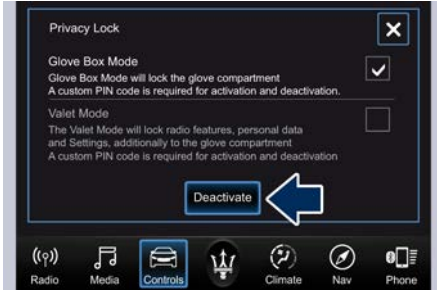 Privacy Lock
Glove Box Mode
Glove Box Mode will lock the glove compartment
A custom PIN code is required for activation and deactivation.
Valet Mode
The Valet Mode will lock radio features, personal data
and Settings, additionally to the glove compartment
A custom PIN code is required for activation and deactivation
Deactivate
Radio Media Controls Climate Nav Phone